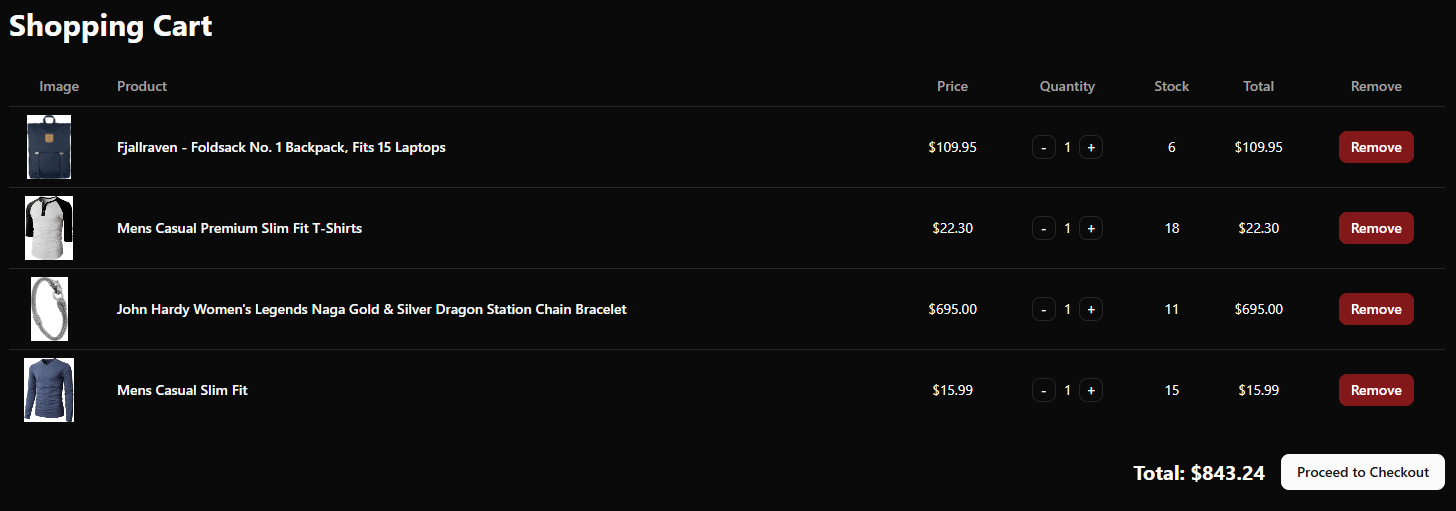 Shopping Cart
Image Product Price Quantity Stock Total Remove
Fjallraven - Foldsack No. 1 Backpack, Fits 15 Laptops $109.95 - 1 + 6 $109.95 Remove
Mens Casual Premium Slim Fit T-Shirts $22.30 - 1 + 18 $22.30 Remove
John Hardy Women's Legends Naga Gold & Silver Dragon Station Chain Bracelet $695.00 - 1 + 11 $695.00 Remove
Mens Casual Slim Fit $15.99 - 1 + 15 $15.99 Remove
Total: $843.24 Proceed to Checkout